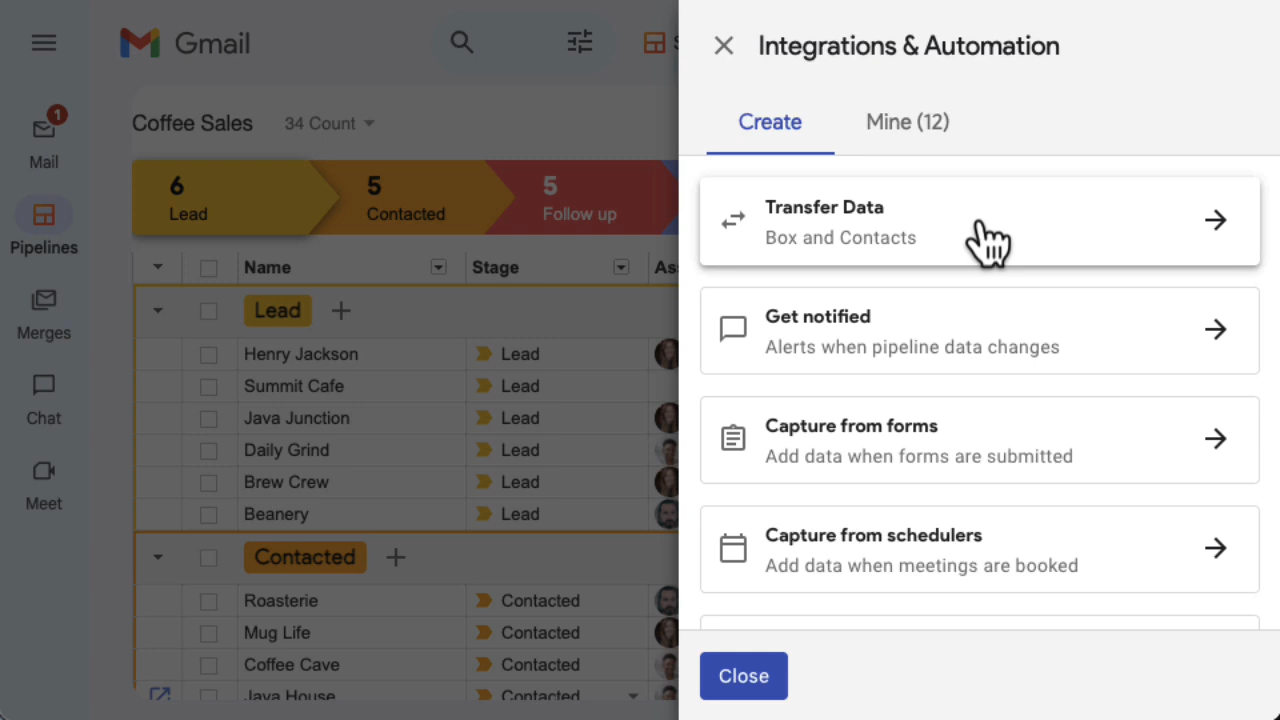 Gmail
Integrations & Automation
1
Mail
Pipelines
Merges
Chat
Meet
Coffee Sales 34 Count
6
Lead
5
Contacted
5
Follow up
Name Stage
Lead
Henry Jackson Lead
Summit Cafe Lead
Java Junction Lead
Daily Grind Lead
Brew Crew Lead
Beanery Lead
Contacted
Roasterie Contacted
Mug Life Contacted
Coffee Cave Contacted
Java House Contacted
Create Mine (12)
Transfer Data
Box and Contacts
Get notified
Alerts when pipeline data changes
Capture from forms
Add data when forms are submitted
Capture from schedulers
Add data when meetings are booked
Close